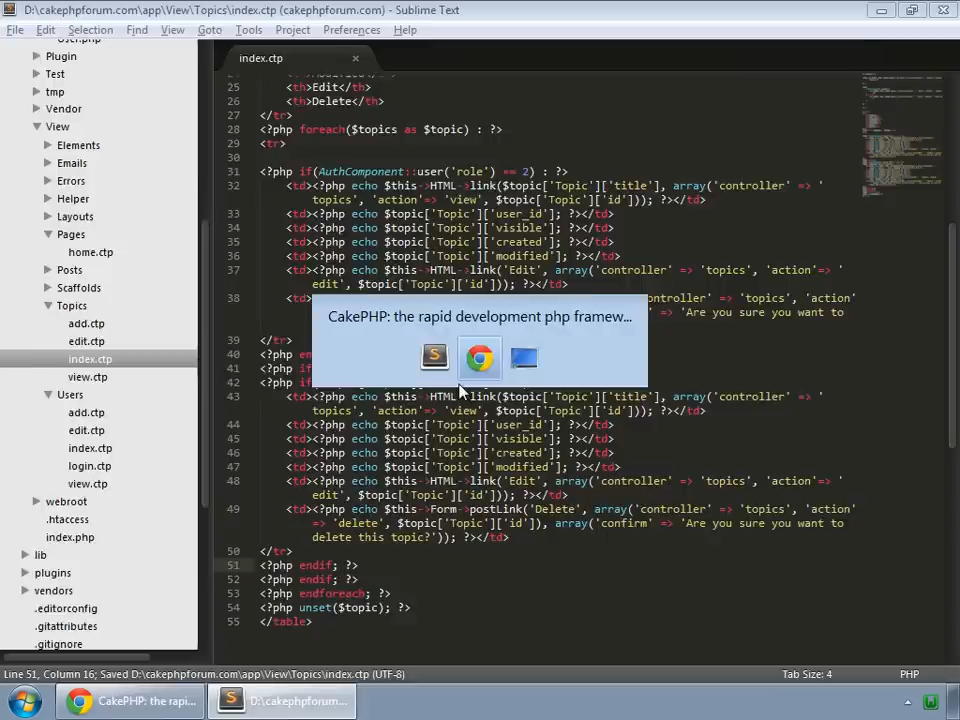 D:\cakephpforum.com\app\View\Topics\index.ctp (cakephpforum.com) - Sublime Text
File Edit Selection Find View Goto Tools Project Preferences Help
index.ctp
User.php
Plugin
Test
tmp
Vendor
View
Elements
Emails
Errors
Helper
Layouts
Pages
home.ctp
Posts
Scaffolds
Topics
add.ctp
edit.ctp
index.ctp
view.ctp
Users
add.ctp
edit.ctp
index.ctp
login.ctp
view.ctp
webroot
.htaccess
index.php
lib
plugins
vendors
.editorconfig
.gitattributes
.gitignore
25 <th>Edit</th>
26 <th>Delete</th>
27 </tr>
28 <?php foreach($topics as $topic) : ?>
29 <tr>
30
31 <?php if(AuthComponent::user('role') == 2) : ?>
32 <td><?php echo $this->HTML->link($topic['Topic']['title'], array('controller' => '
topics', 'action'=> 'view', $topic['Topic']['id'])); ?></td>
33 <td><?php echo $topic['Topic']['user_id']; ?></td>
34 <td><?php echo $topic['Topic']['visible']; ?></td>
35 <td><?php echo $topic['Topic']['created']; ?></td>
36 <td><?php echo $topic['Topic']['modified']; ?></td>
37 <td><?php echo $this->HTML->link('Edit', array('controller' => 'topics', 'action'=> '
edit', $topic['Topic']['id'])); ?></td>
38 <td> controller' => 'topics', 'action'
=> 'Are you sure you want to
39 </tr>
40 <?php en
41 <?php if
42 <?php if
43 <td><?php echo $this->HTML->link($topic['Topic']['title'], array('controller' => '
topics', 'action'=> 'view', $topic['Topic']['id'])); ?></td>
44 <td><?php echo $topic['Topic']['user_id']; ?></td>
45 <td><?php echo $topic['Topic']['visible']; ?></td>
46 <td><?php echo $topic['Topic']['created']; ?></td>
47 <td><?php echo $topic['Topic']['modified']; ?></td>
48 <td><?php echo $this->HTML->link('Edit', array('controller' => 'topics', 'action'=> '
edit', $topic['Topic']['id'])); ?></td>
49 <td><?php echo $this->Form->postLink('Delete', array('controller' => 'topics', 'action'
=> 'delete', $topic['Topic']['id']), array('confirm' => 'Are you sure you want to
delete this topic?')); ?></td>
50 </tr>
51 <?php endif; ?>
52 <?php endif; ?>
53 <?php endforeach; ?>
54 <?php unset($topic); ?>
55 </table>
CakePHP: the rapid development php framew...
Line 51, Column 16; Saved D:\cakephpforum.com\app\View\Topics\index.ctp (UTF-8)
Tab Size: 4
PHP
CakePHP: the rapi...
D:\cakephpforum...